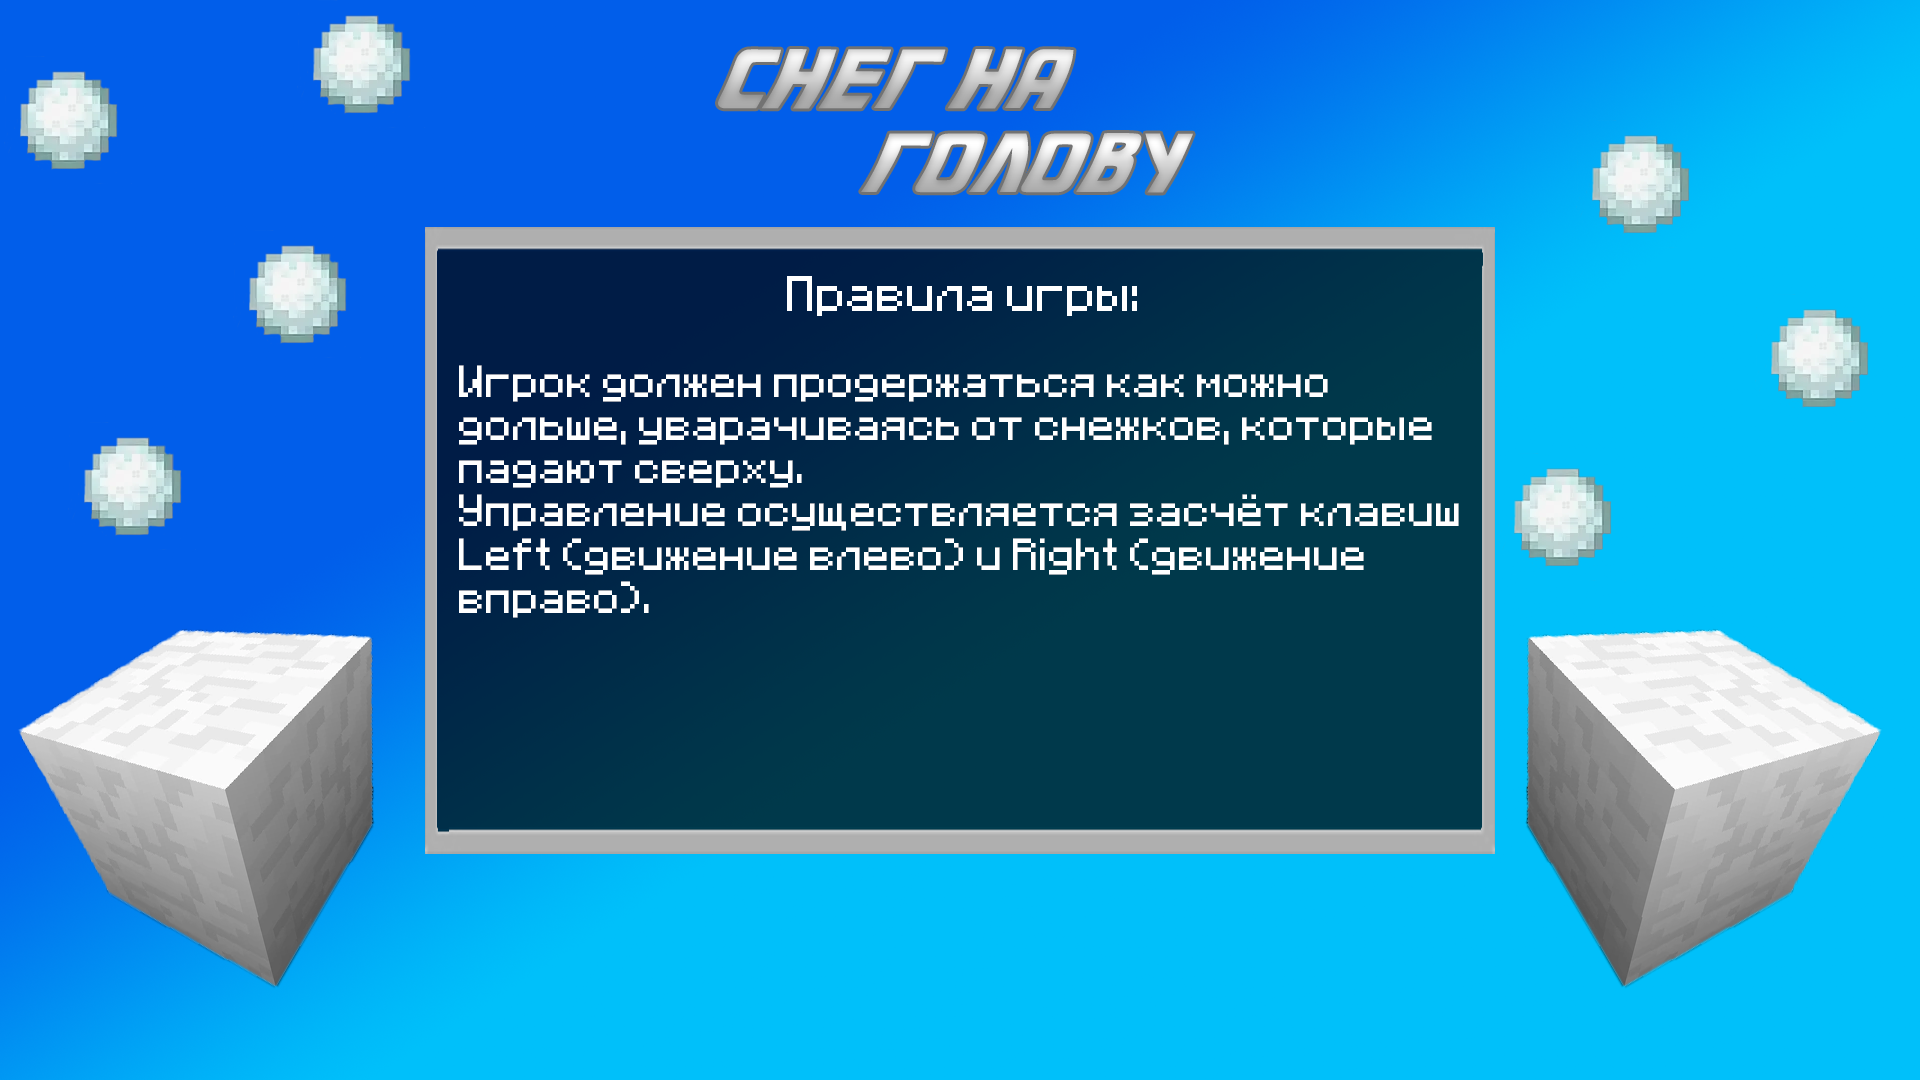 СНЕГ НА
ГОЛОВУ
Правила игры:
Игрок должен продержаться как можно
дольше, уварачиваясь от снежков, которые
падают сверху.
Управление осуществляется засчёт клавиш
Left (движение влево) и Right (движение
вправо).